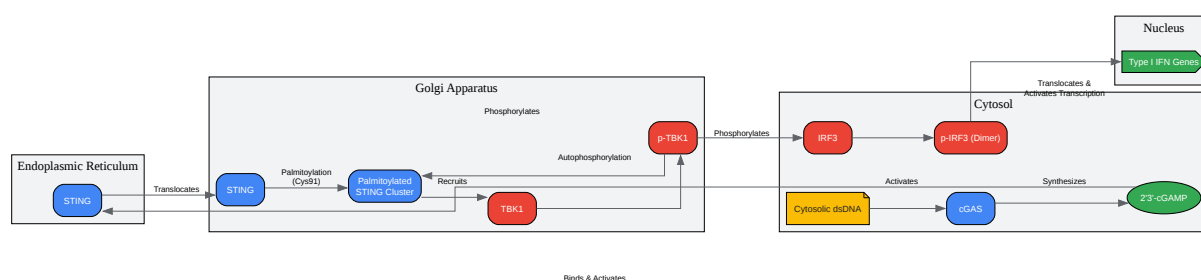 Nucleus
Type I IFN Genes
Translocates &
Activates Transcription
Golgi Apparatus
Phosphorylates
Cytosol
p-TBK1
Phosphorylates
IRF3
p-IRF3 (Dimer)
Endoplasmic Reticulum
STING
Translocates
STING
Palmitoylation
(Cys91)
Palmitoylated
STING Cluster
Autophosphorylation
Recruits
TBK1
Activates
Synthesizes
Cytosolic dsDNA
cGAS
2'3'-cGAMP
Binds & Activates